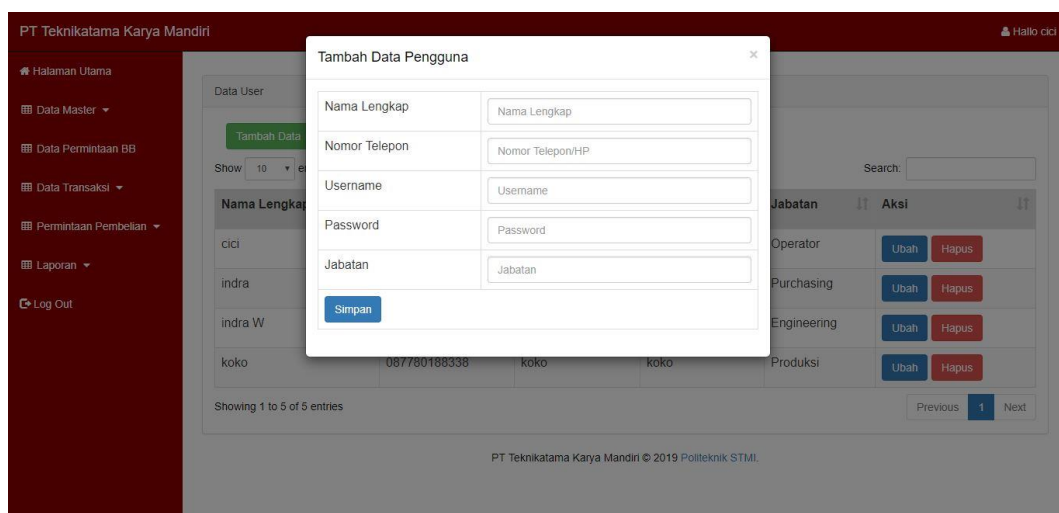 PT Teknikatama Karya Mandiri
Hallo cici
Halaman Utama
Data Master
Data Permintaan BB
Data Transaksi
Permintaan Pembelian
Laporan
Log Out
Data User
Tambah Data
Show 10
Search:
Nama Lengkap Jabatan Aksi
cici Operator Ubah Hapus
indra Purchasing Ubah Hapus
indra W Engineering Ubah Hapus
koko 087780188338 koko koko Produksi Ubah Hapus
Showing 1 to 5 of 5 entries
Previous 1 Next
PT Teknikatama Karya Mandiri © 2019 Politeknik STMI.
Tambah Data Pengguna ×
Nama Lengkap Nama Lengkap
Nomor Telepon Nomor Telepon/HP
Username Username
Password Password
Jabatan Jabatan
Simpan